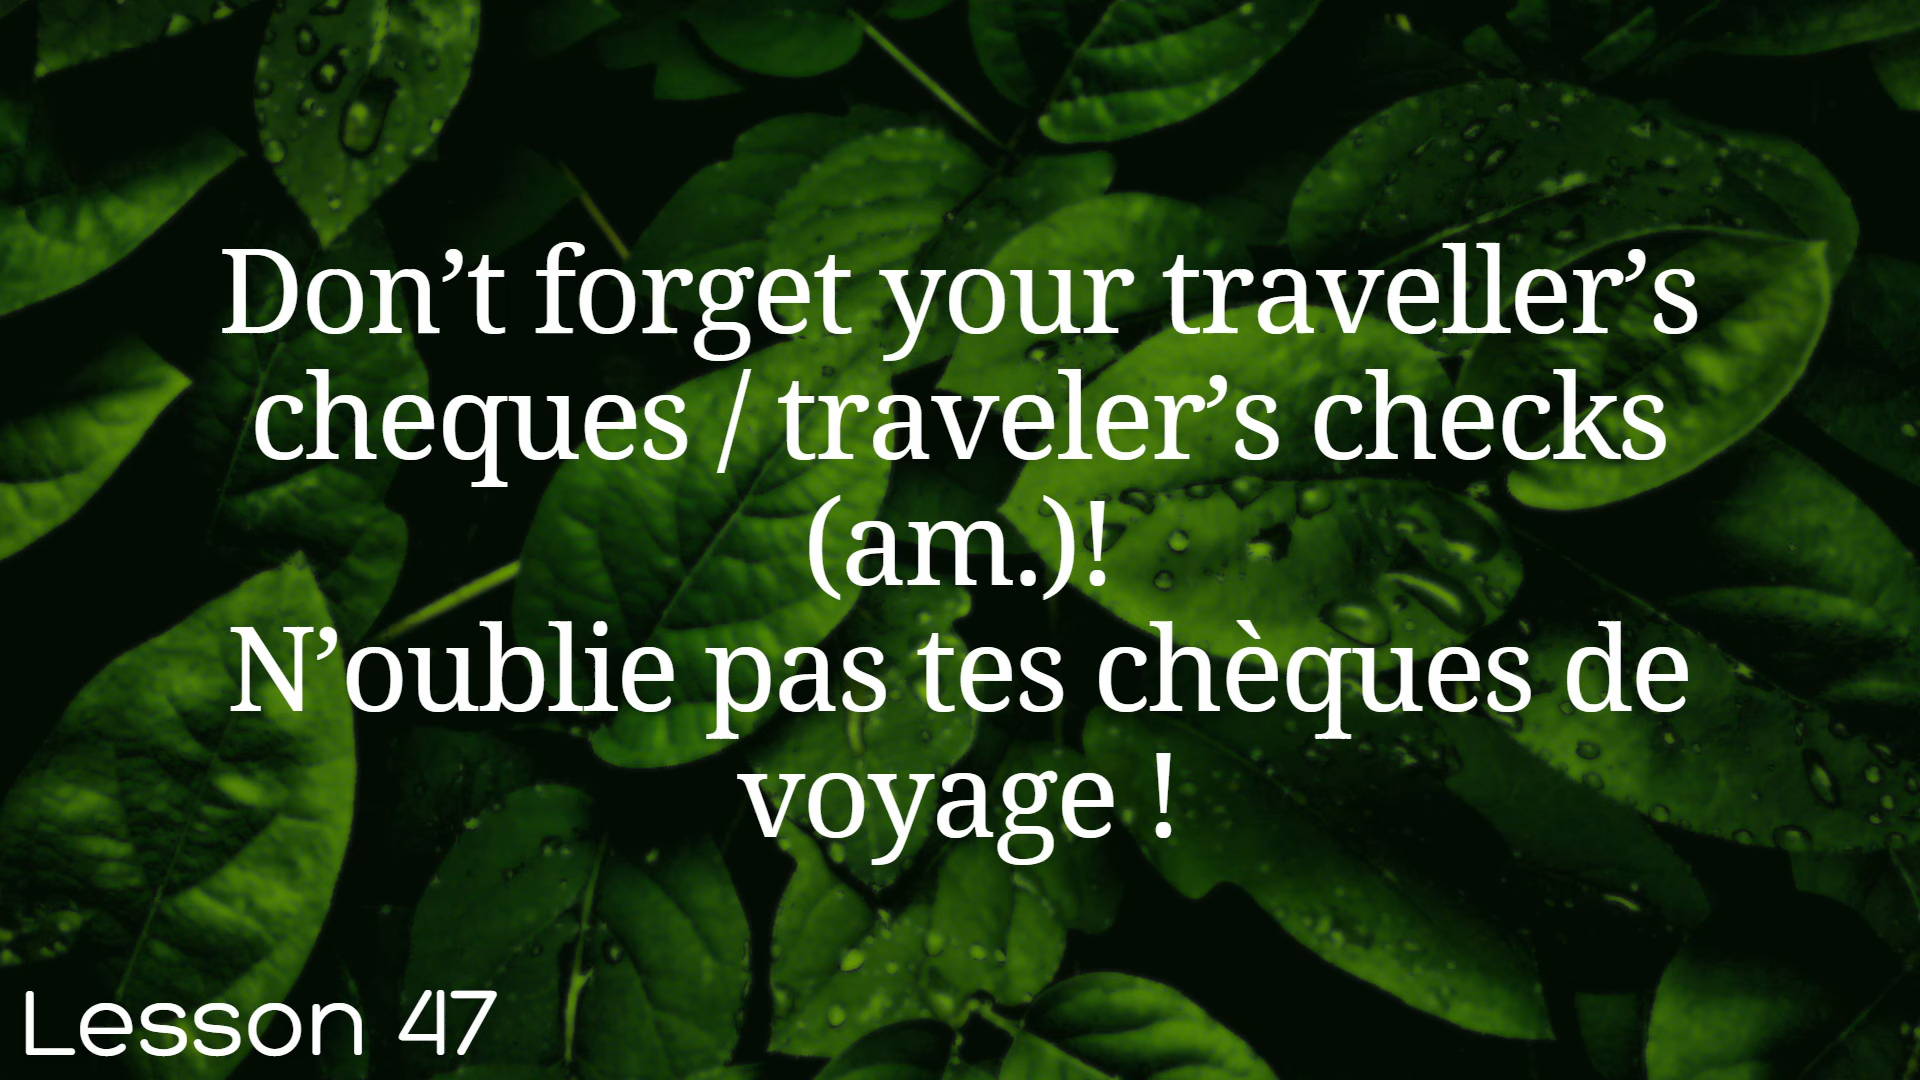 Don’t forget your traveller’s
cheques / traveler’s checks
(am.)!
N’oublie pas tes chèques de
voyage !
Lesson 47